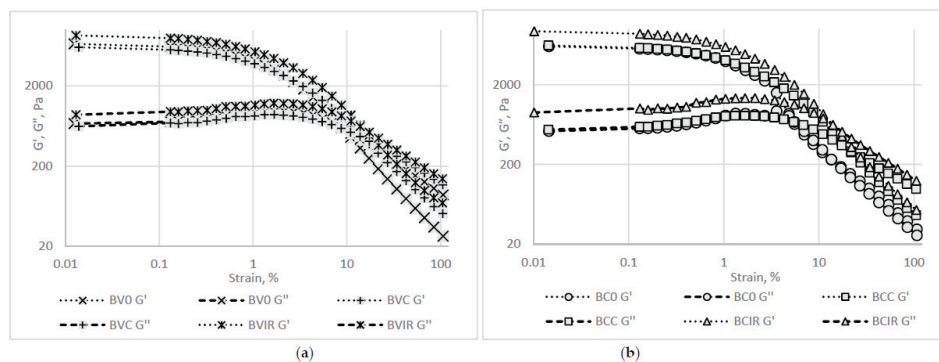 G', G'', Pa
2000
200
20
0.01 0.1 1 10 100
Strain, %
BV0 G' BV0 G'' BVC G'
BVC G'' BVIR G' BVIR G''
(a)
G', G'', Pa
2000
200
20
0.01 0.1 1 10 100
Strain, %
BC0 G' BC0 G'' BCC G'
BCC G'' BCIR G' BCIR G''
(b)